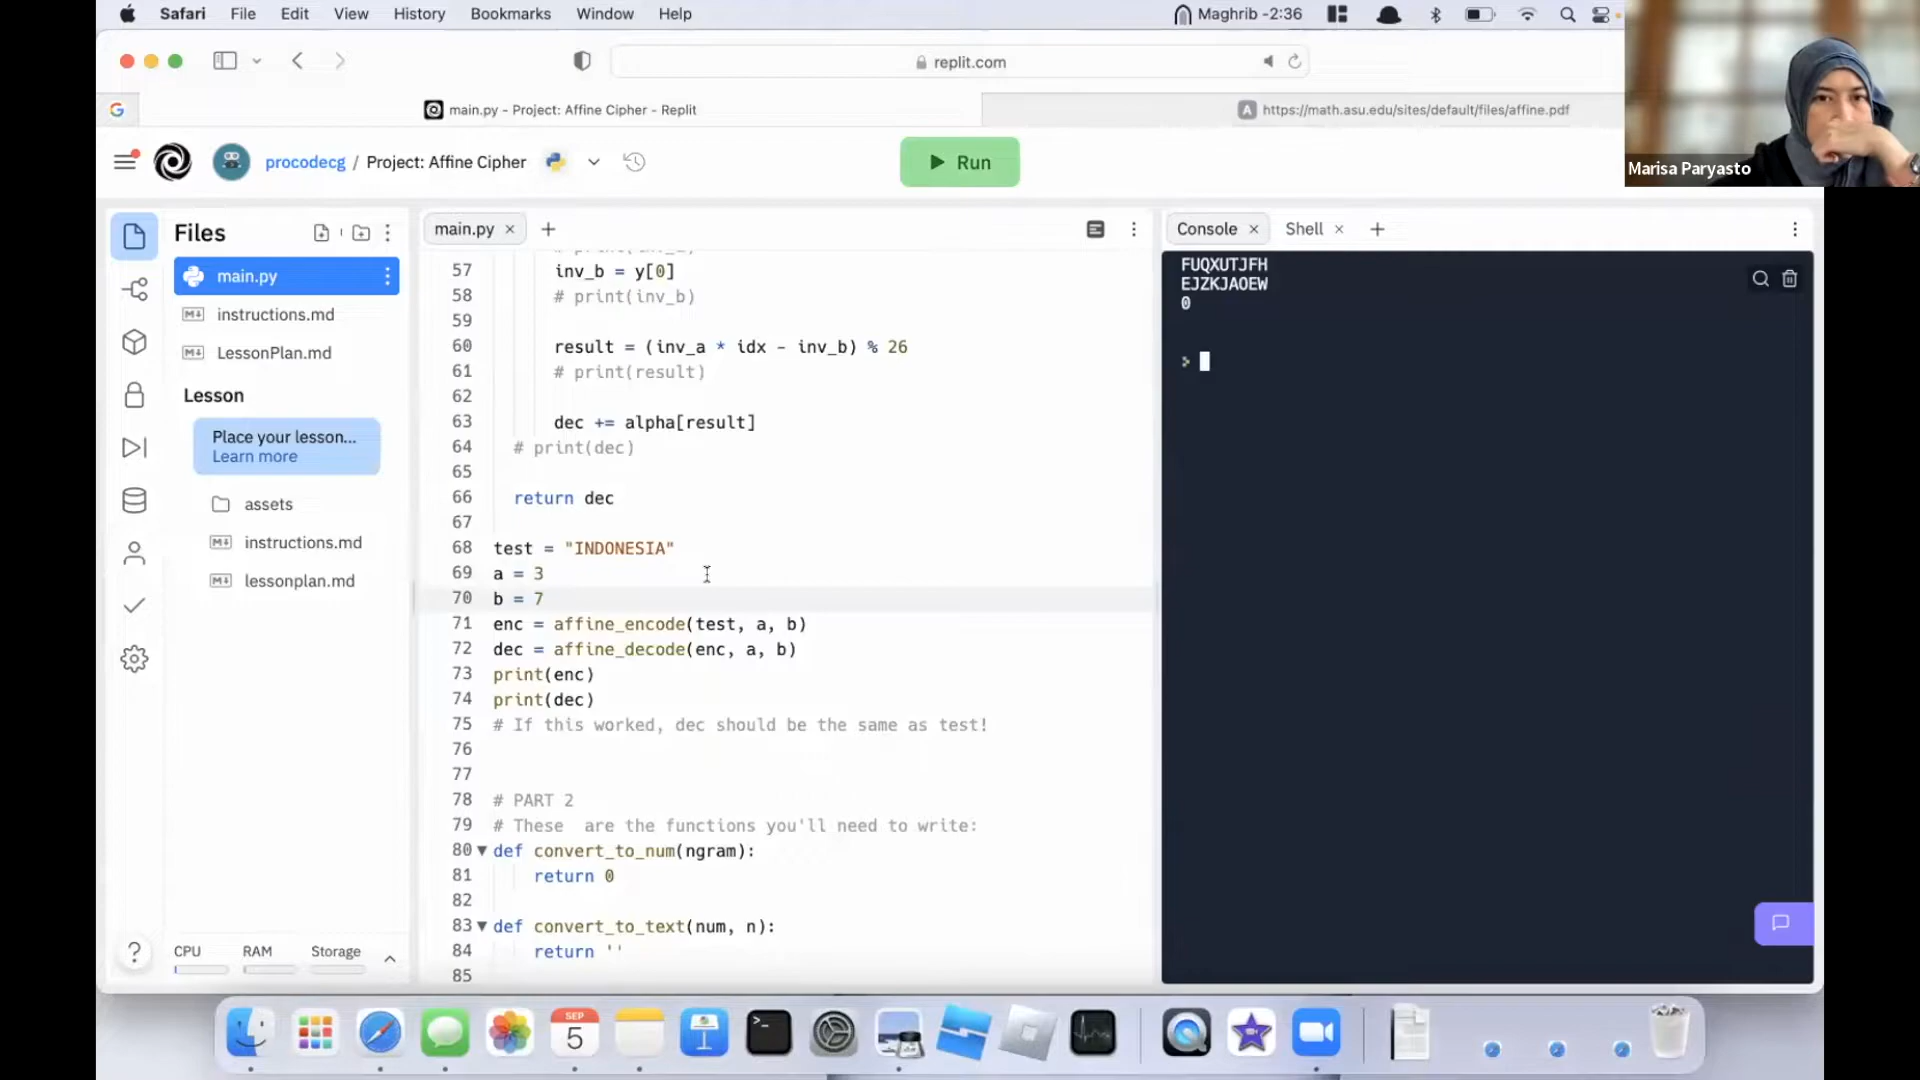 Safari File Edit View History Bookmarks Window Help Maghrib -2:36
replit.com
main.py - Project: Affine Cipher - Replit
https://math.asu.edu/sites/default/files/affine.pdf
Marisa Paryasto
procodecg / Project: Affine Cipher
Run
Files
main.py
instructions.md
LessonPlan.md
Lesson
Place your lesson...
Learn more
assets
instructions.md
lessonplan.md
CPU RAM Storage
main.py
57 inv_b = y[0]
58 # print(inv_b)
59
60 result = (inv_a * idx - inv_b) % 26
61 # print(result)
62
63 dec += alpha[result]
64 # print(dec)
65
66 return dec
67
68 test = "INDONESIA"
69 a = 3
70 b = 7
71 enc = affine_encode(test, a, b)
72 dec = affine_decode(enc, a, b)
73 print(enc)
74 print(dec)
75 # If this worked, dec should be the same as test!
76
77
78 # PART 2
79 # These  are the functions you'll need to write:
80 def convert_to_num(ngram):
81 return 0
82
83 def convert_to_text(num, n):
84 return ''
85
Console Shell
FUQXUTJFH
EJZKJAOEW
0
>
SEP
5